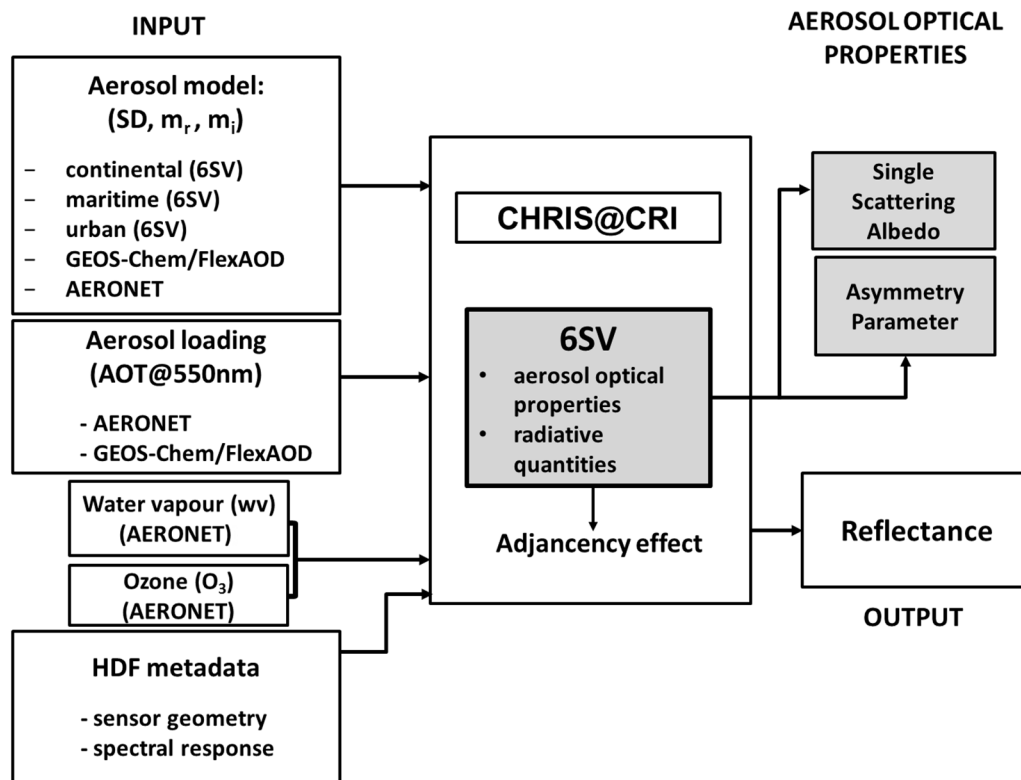 INPUT
Aerosol model:
(SD, mᵣ, mᵢ)
– continental (6SV)
– maritime (6SV)
– urban (6SV)
– GEOS-Chem/FlexAOD
– AERONET
Aerosol loading
(AOT@550nm)
- AERONET
- GEOS-Chem/FlexAOD
Water vapour (wv)
(AERONET)
Ozone (O₃)
(AERONET)
HDF metadata
- sensor geometry
- spectral response
CHRIS@CRI
6SV
• aerosol optical
properties
• radiative
quantities
Adjancency effect
AEROSOL OPTICAL
PROPERTIES
Single
Scattering
Albedo
Asymmetry
Parameter
Reflectance
OUTPUT